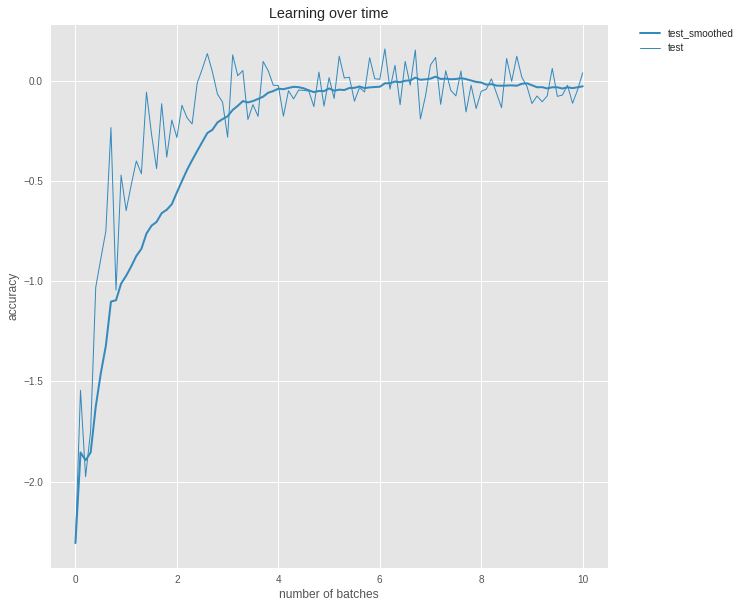 Learning over time
test_smoothed
test
accuracy
0.0
−0.5
−1.0
−1.5
−2.0
0 2 4 6 8 10
number of batches